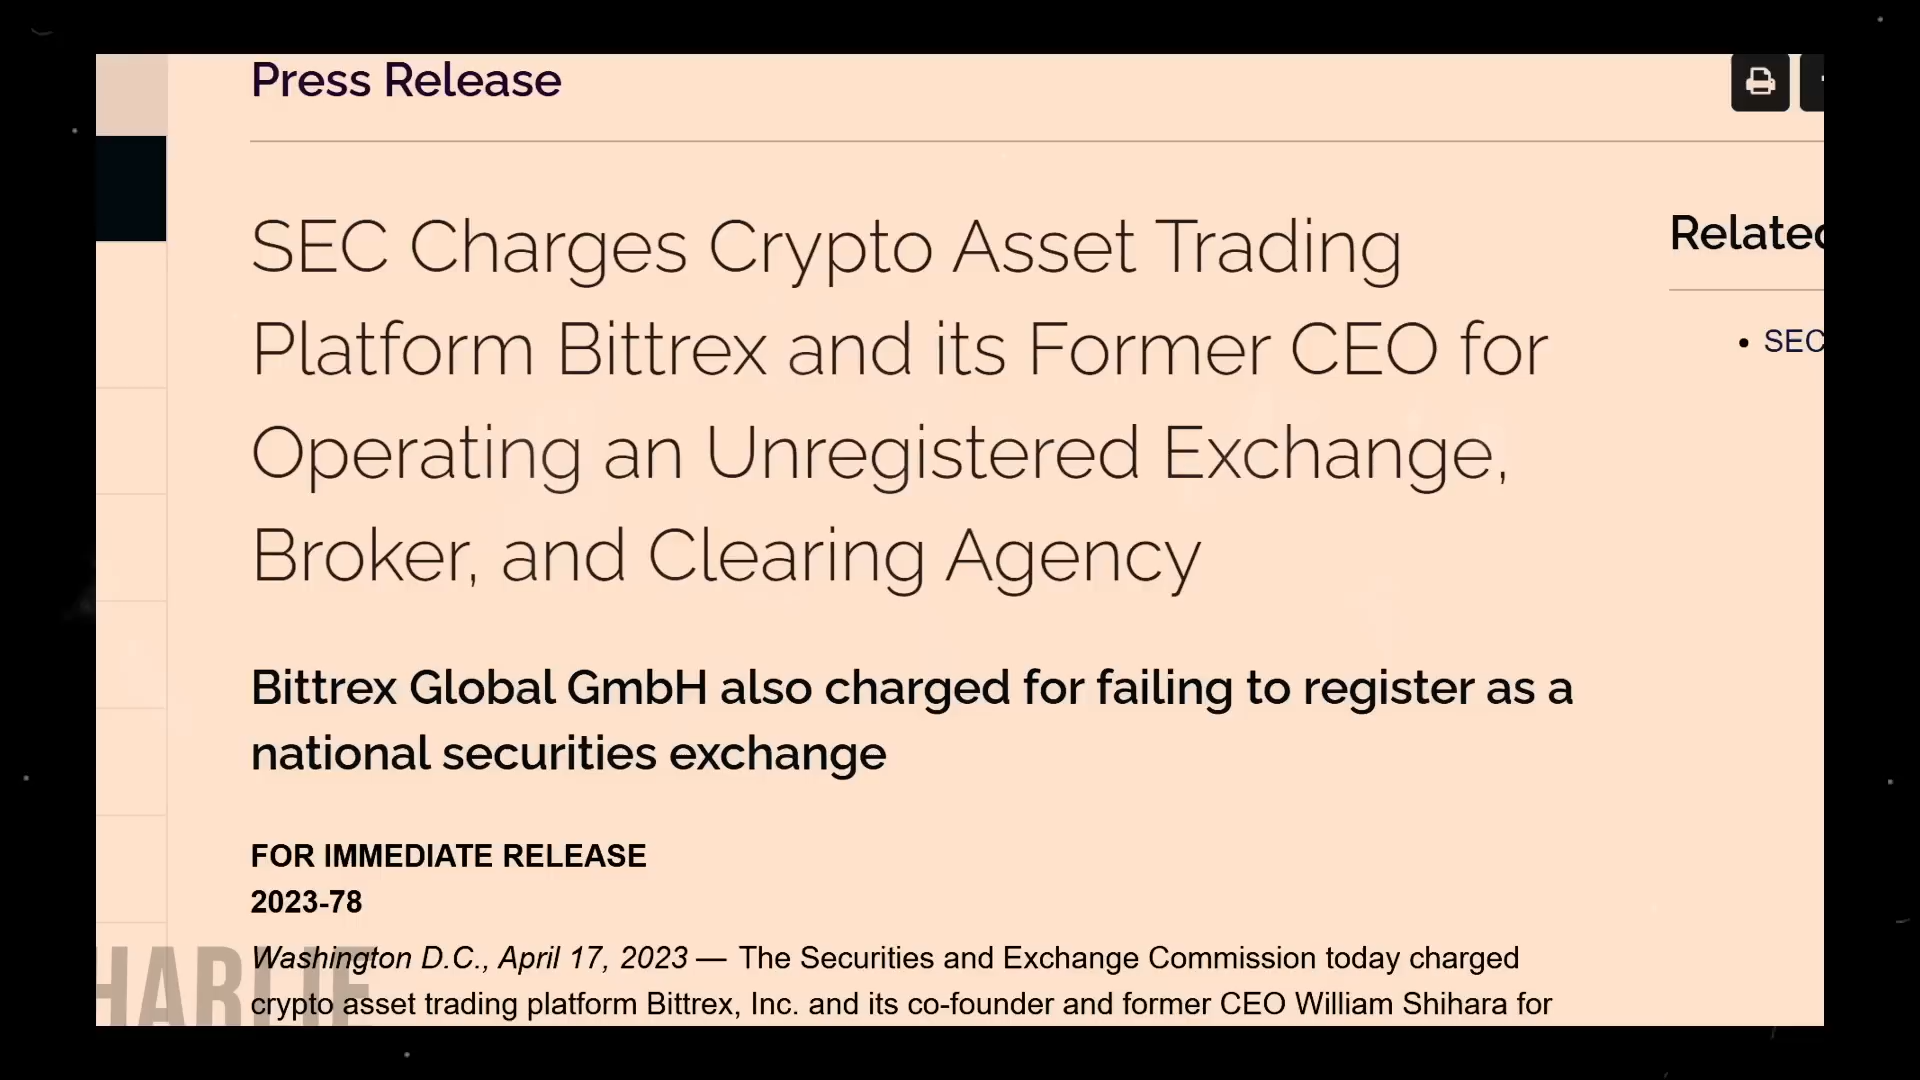 Press Release
SEC Charges Crypto Asset Trading
Platform Bittrex and its Former CEO for
Operating an Unregistered Exchange,
Broker, and Clearing Agency
Bittrex Global GmbH also charged for failing to register as a
national securities exchange
FOR IMMEDIATE RELEASE
2023-78
Washington D.C., April 17, 2023 — The Securities and Exchange Commission today charged
crypto asset trading platform Bittrex, Inc. and its co-founder and former CEO William Shihara for
Related
• SEC
HARLIE